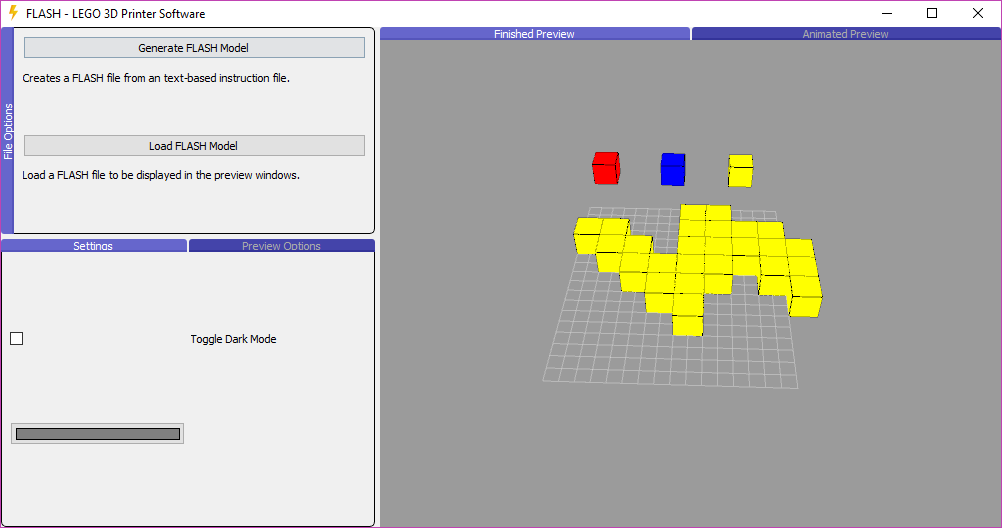 FLASH - LEGO 3D Printer Software
File Options
Generate FLASH Model
Creates a FLASH file from an text-based instruction file.
Load FLASH Model
Load a FLASH file to be displayed in the preview windows.
Settings
Preview Options
Toggle Dark Mode
Finished Preview
Animated Preview